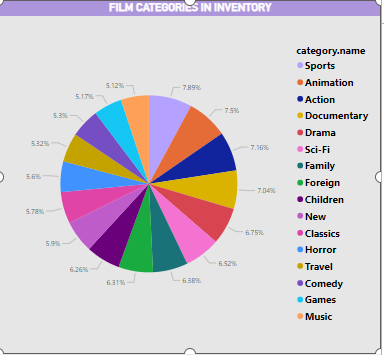 FILM CATEGORIES IN INVENTORY
category.name
Sports
Animation
Action
Documentary
Drama
Sci-Fi
Family
Foreign
Children
New
Classics
Horror
Travel
Comedy
Games
Music
7.89%
7.5%
7.16%
7.04%
6.75%
6.52%
6.38%
6.31%
6.26%
5.9%
5.78%
5.6%
5.32%
5.3%
5.17%
5.12%